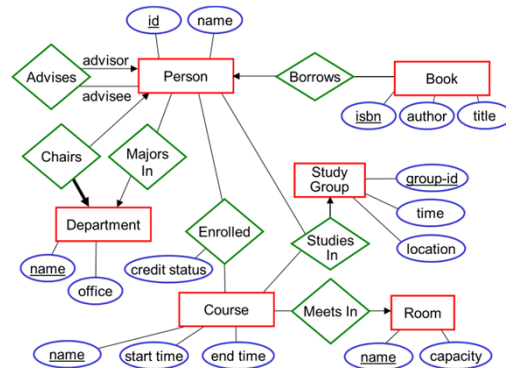 id
name
advisor
Advises
advisee
Person
Borrows
Book
isbn
author
title
Chairs
Majors
In
Study
Group
group-id
time
location
Department
name
office
Enrolled
credit status
Studies
In
Course
Meets In
Room
name
start time
end time
name
capacity